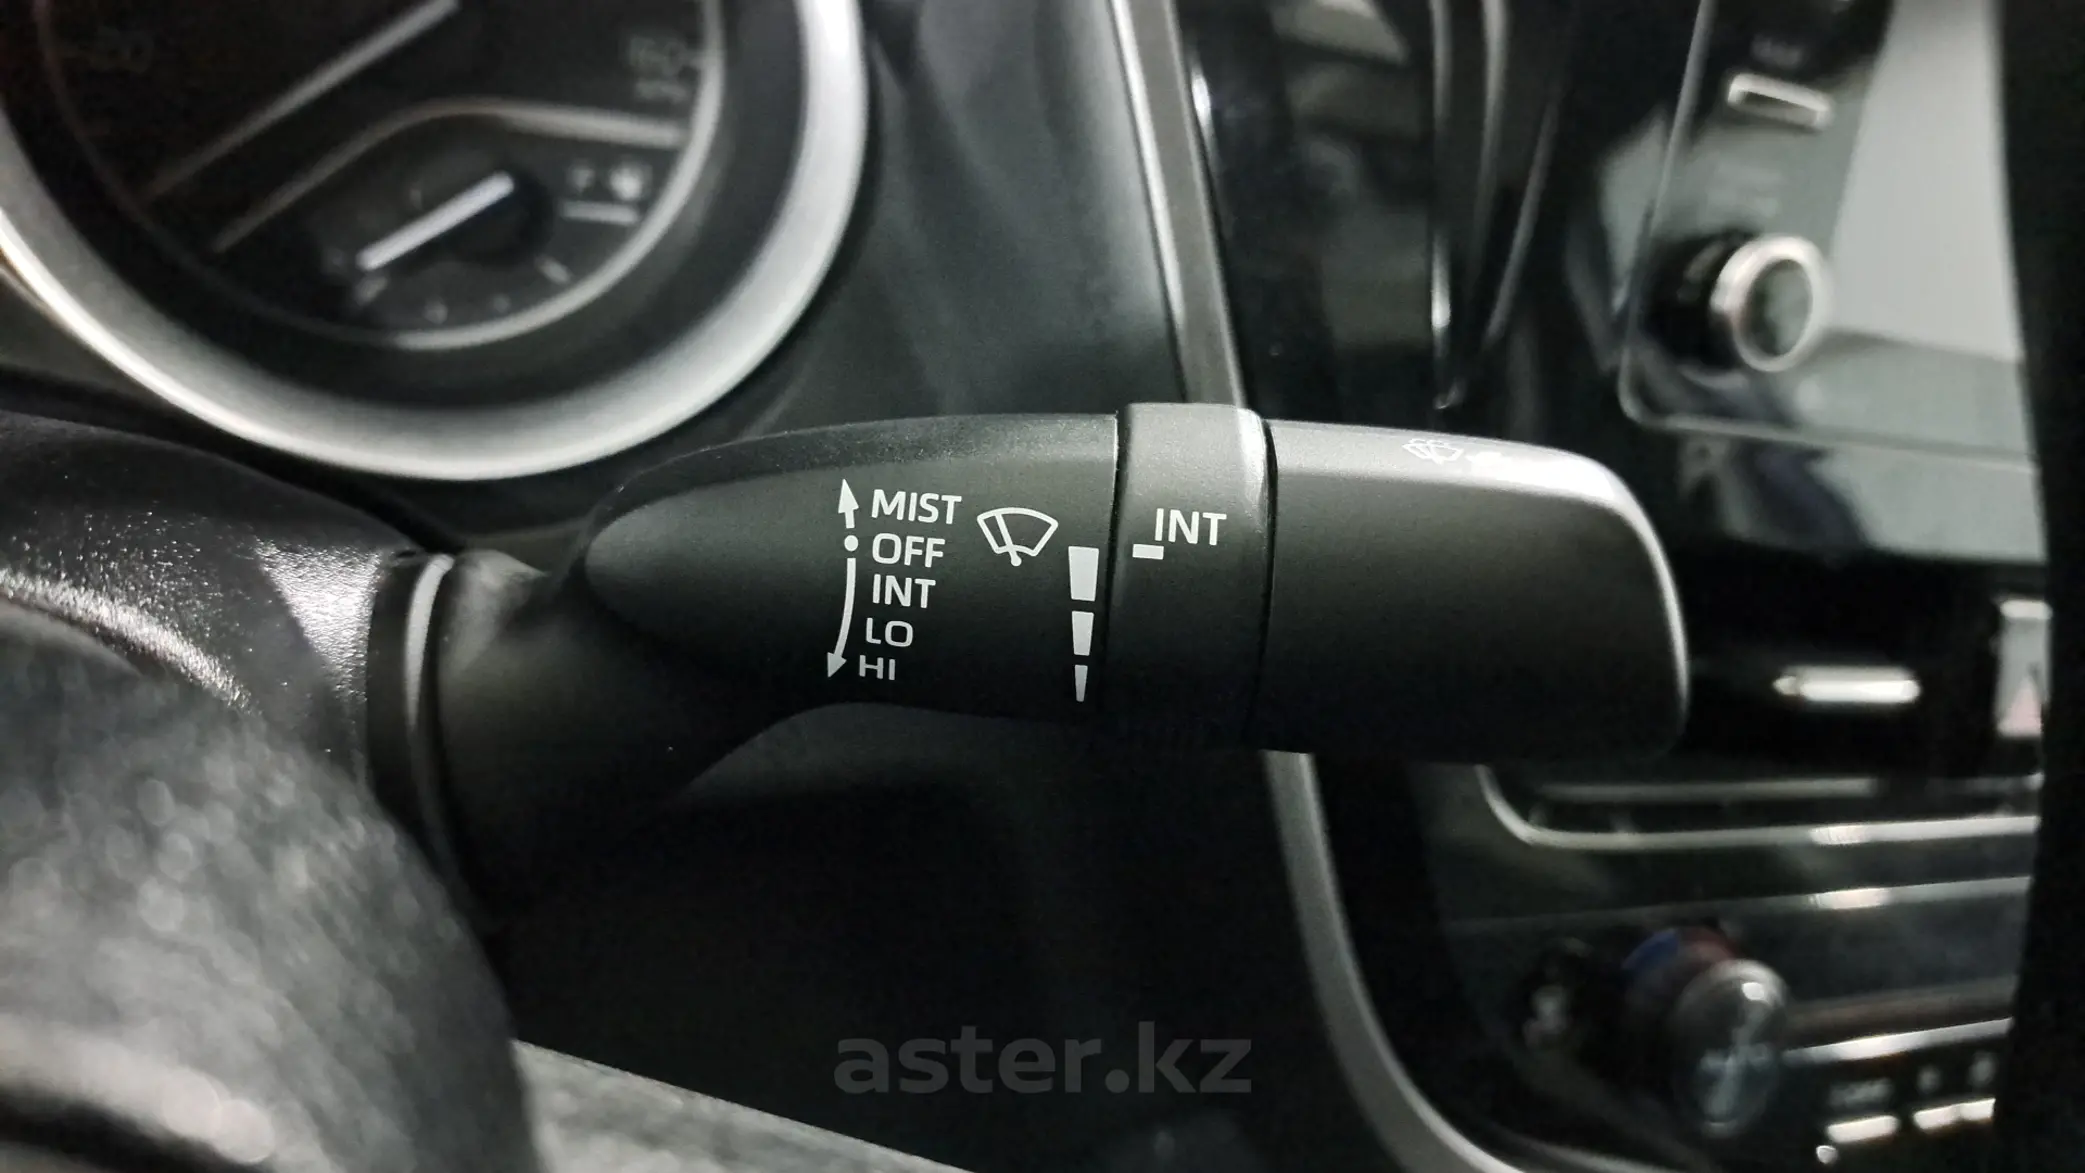 MIST
OFF
INT
LO
HI
INT
aster.kz